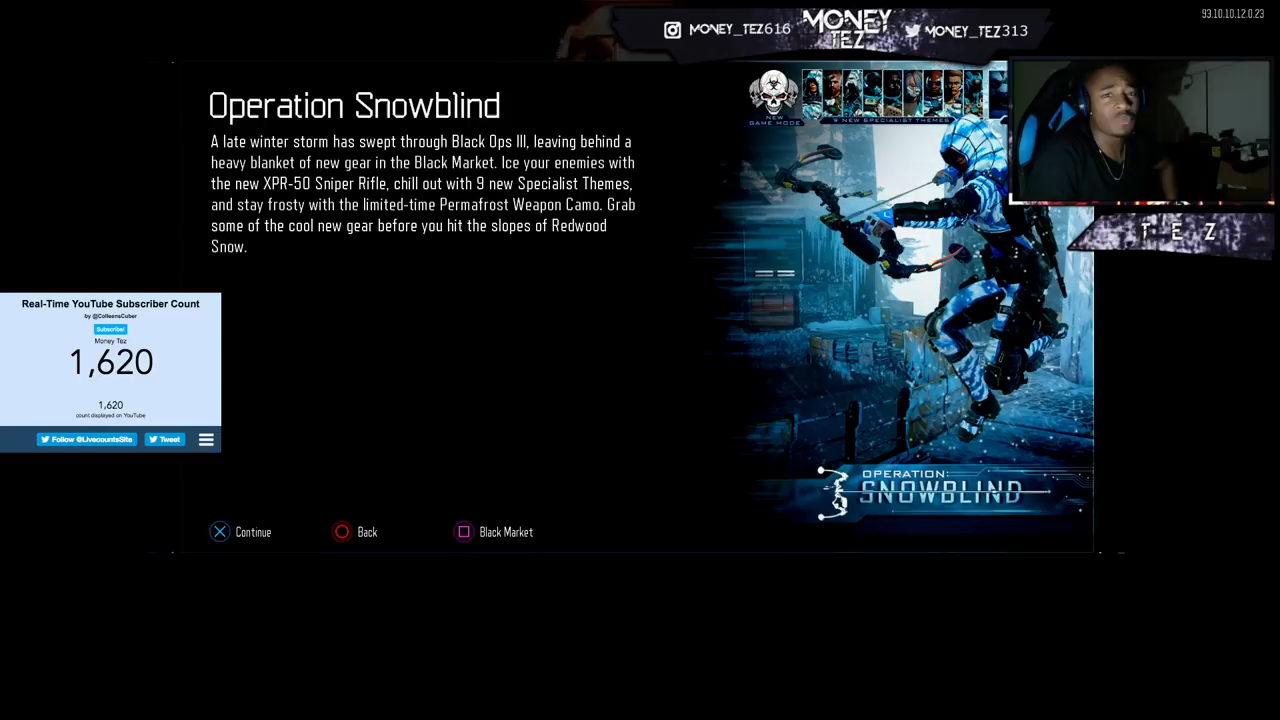 93.10.10.12.0.23
MONEY_TEZ616
MONEY
TEZ
MONEY_TEZ313
Operation Snowblind
A late winter storm has swept through Black Ops III, leaving behind a
heavy blanket of new gear in the Black Market. Ice your enemies with
the new XPR-50 Sniper Rifle, chill out with 9 new Specialist Themes,
and stay frosty with the limited-time Permafrost Weapon Camo. Grab
some of the cool new gear before you hit the slopes of Redwood
Snow.
NEW
GAME MODE
9 NEW SPECIALIST THEMES
TEZ
Real-Time YouTube Subscriber Count
by @ColleensCuber
Subscribe!
Money Tez
1,620
1,620
count displayed on YouTube
Follow @LivecountsSite
Tweet
OPERATION:
SNOWBLIND
Continue
Back
Black Market